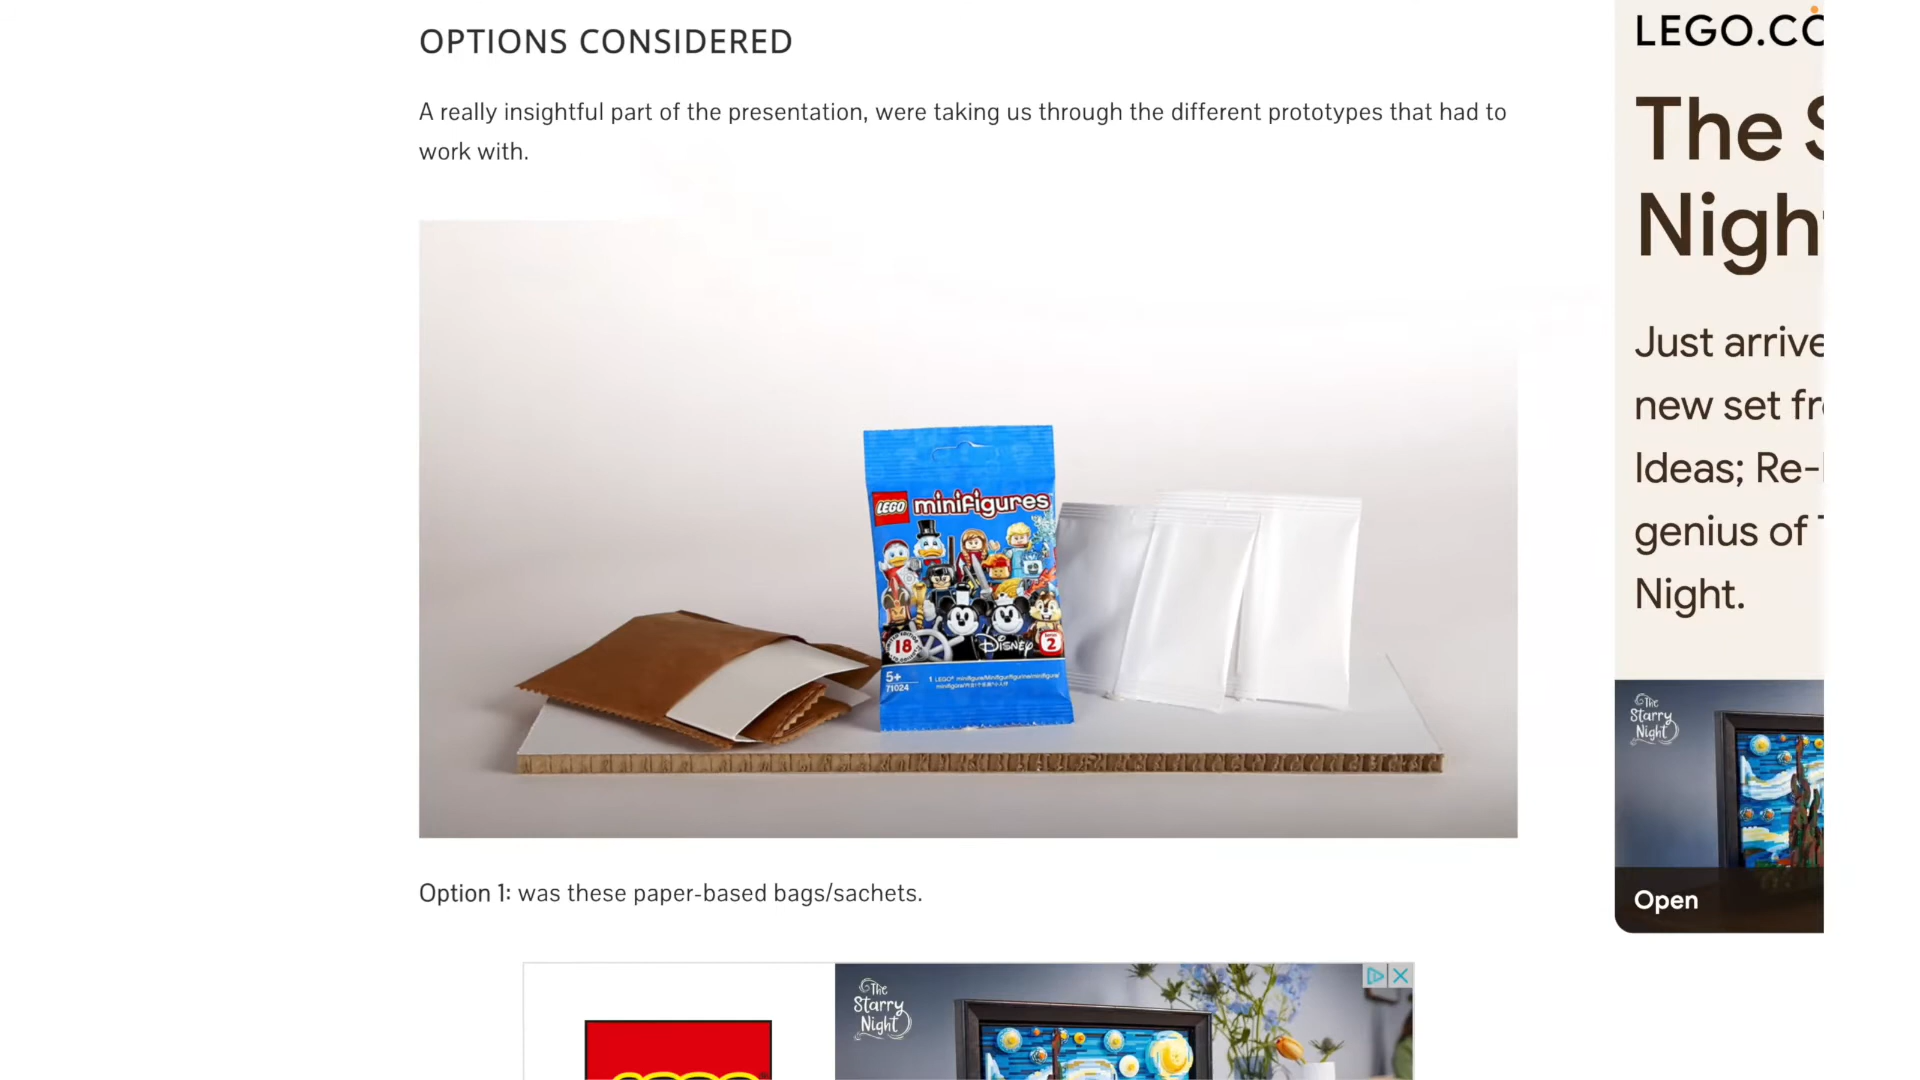 OPTIONS CONSIDERED
A really insightful part of the presentation, were taking us through the different prototypes that had to
work with.
LEGO minifigures
18
DISNEY
2
5+
71024
Option 1: was these paper-based bags/sachets.
The
Starry
Night
LEGO.CO
The S
Nigh
Just arrive
new set fr
Ideas; Re-
genius of
Night.
The
Starry
Night
Open